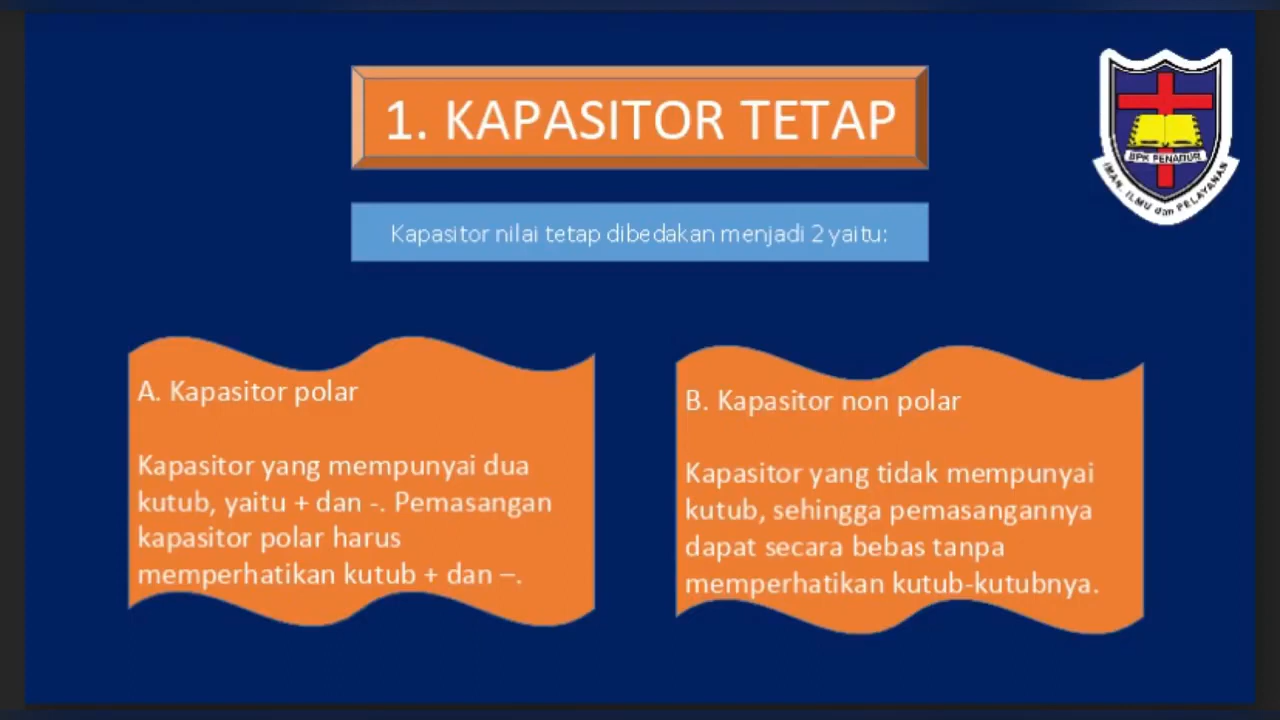 1. KAPASITOR TETAP
BPK PENABUR
IMAN, ILMU dan PELAYANAN
Kapasitor nilai tetap dibedakan menjadi 2 yaitu:
A. Kapasitor polar
Kapasitor yang mempunyai dua
kutub, yaitu + dan -. Pemasangan
kapasitor polar harus
memperhatikan kutub + dan –.
B. Kapasitor non polar
Kapasitor yang tidak mempunyai
kutub, sehingga pemasangannya
dapat secara bebas tanpa
memperhatikan kutub-kutubnya.